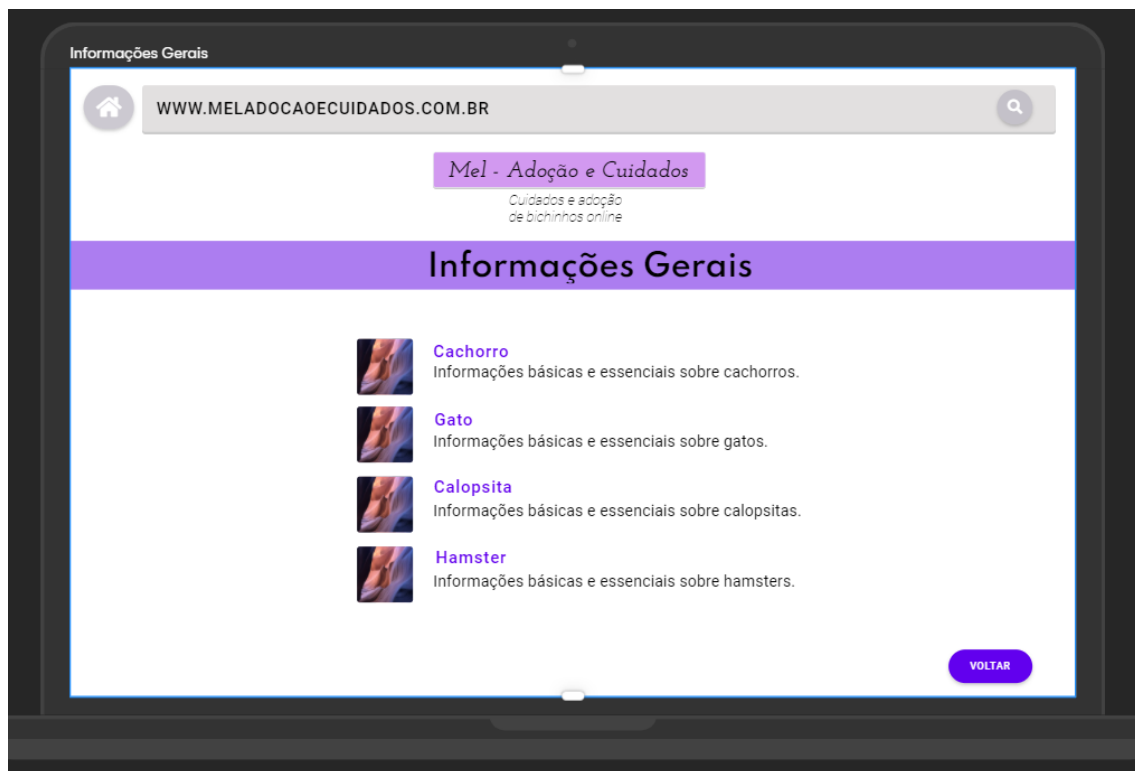 Informações Gerais
WWW.MELADOCAOECUIDADOS.COM.BR
Mel - Adoção e Cuidados
Cuidados e adoção
de bichinhos online
Informações Gerais
Cachorro
Informações básicas e essenciais sobre cachorros.
Gato
Informações básicas e essenciais sobre gatos.
Calopsita
Informações básicas e essenciais sobre calopsitas.
Hamster
Informações básicas e essenciais sobre hamsters.
VOLTAR